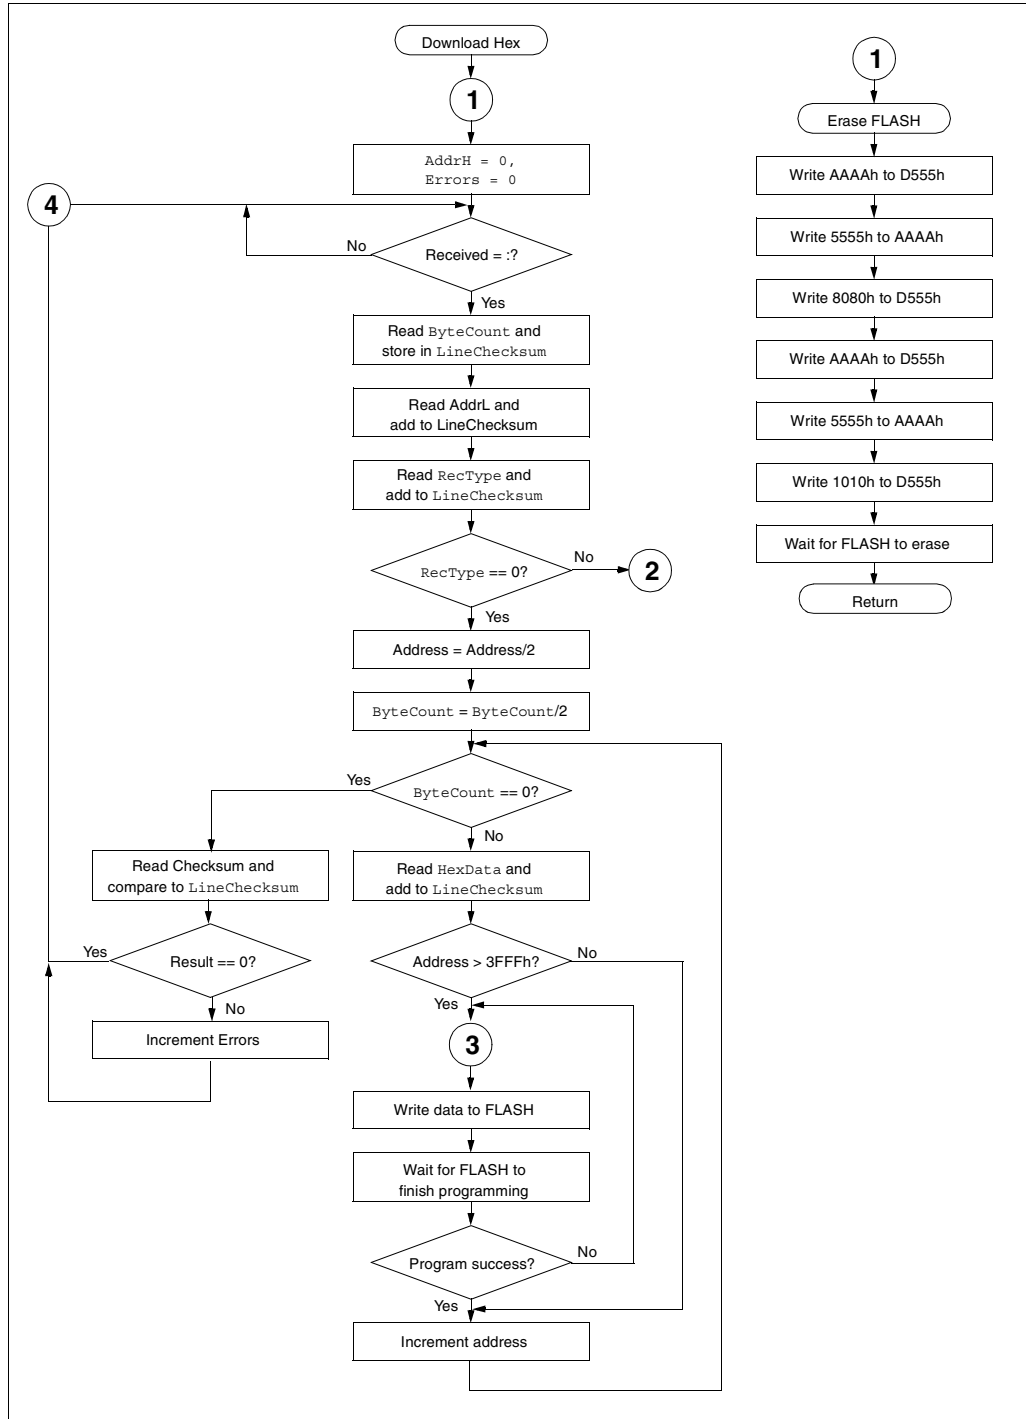 Download Hex
1
AddrH = 0,
Errors = 0
4
No
Received = :?
Yes
Read ByteCount and
store in LineChecksum
Read AddrL and
add to LineChecksum
Read RecType and
add to LineChecksum
No
RecType == 0?
2
Yes
Address = Address/2
ByteCount = ByteCount/2
Yes
ByteCount == 0?
No
Read Checksum and
compare to LineChecksum
Read HexData and
add to LineChecksum
Yes
Result == 0?
No
Increment Errors
Address > 3FFFh?
No
Yes
3
Write data to FLASH
Wait for FLASH to
finish programming
Program success?
No
Yes
Increment address
1
Erase FLASH
Write AAAAh to D555h
Write 5555h to AAAAh
Write 8080h to D555h
Write AAAAh to D555h
Write 5555h to AAAAh
Write 1010h to D555h
Wait for FLASH to erase
Return